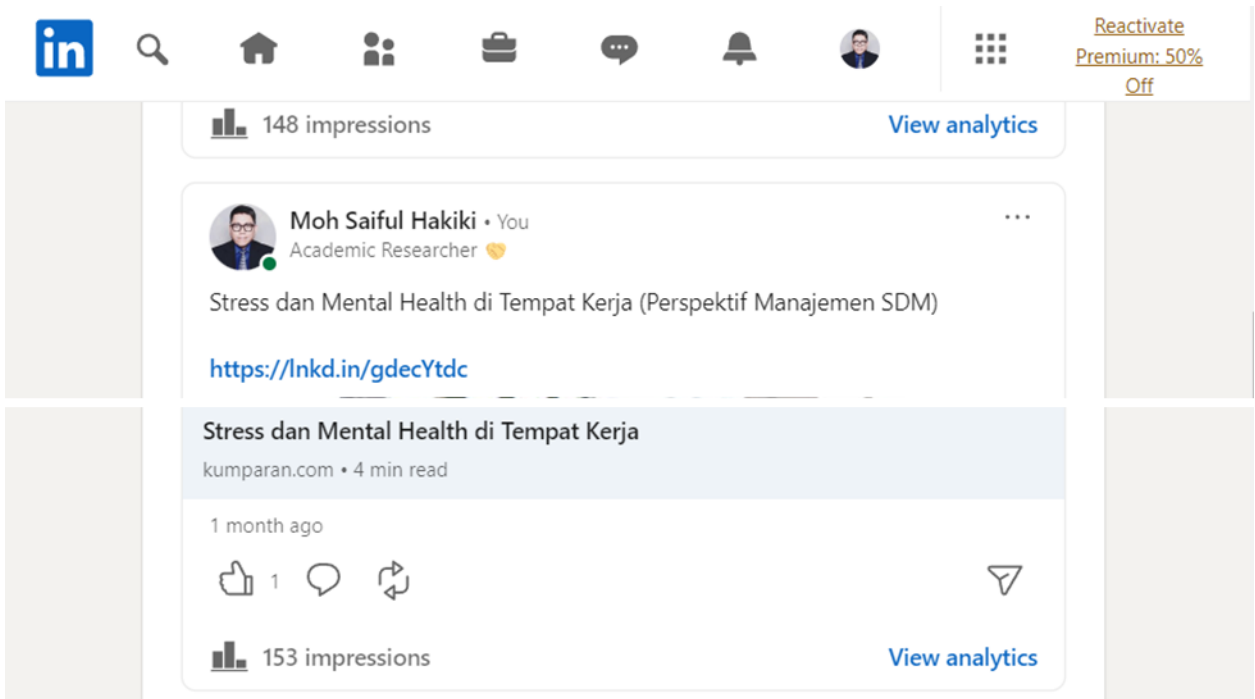 in
Reactivate
Premium: 50%
Off
148 impressions
View analytics
Moh Saiful Hakiki • You
Academic Researcher
Stress dan Mental Health di Tempat Kerja (Perspektif Manajemen SDM)
https://lnkd.in/gdecYtdc
Stress dan Mental Health di Tempat Kerja
kumparan.com • 4 min read
1 month ago
1
153 impressions
View analytics